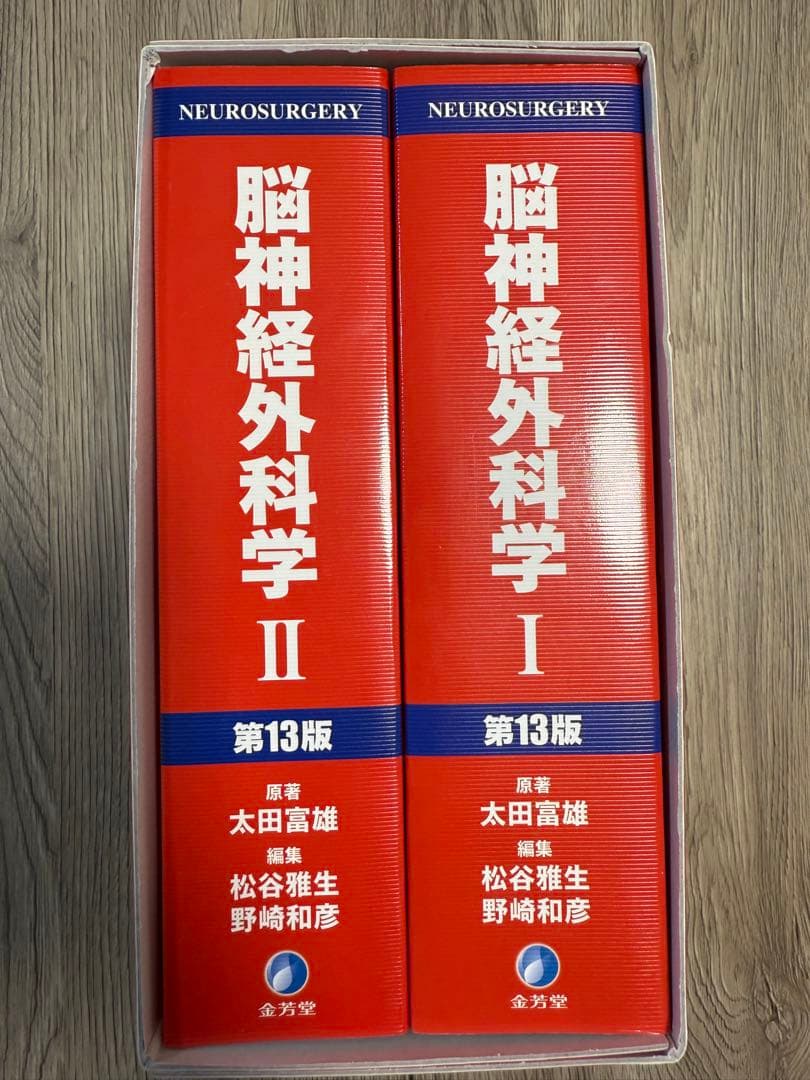 NEUROSURGERY
脳神経外科学 II
第13版
原著
太田富雄
編集
松谷雅生
野崎和彦
金芳堂
NEUROSURGERY
脳神経外科学 I
第13版
原著
太田富雄
編集
松谷雅生
野崎和彦
金芳堂